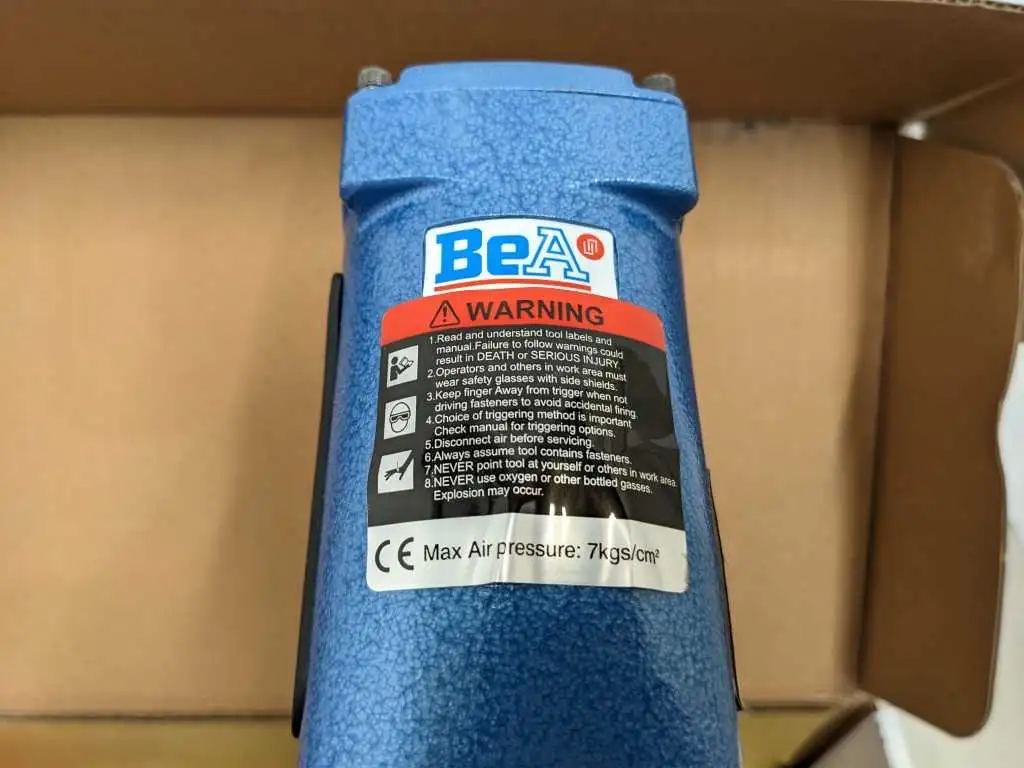 BeA
WARNING
1.Read and understand tool labels and
manual.Failure to follow warnings could
result in DEATH or SERIOUS INJURY.
2.Operators and others in work area must
wear safety glasses with side shields.
3.Keep finger Away from trigger when not
driving fasteners to avoid accidental firing.
4.Choice of triggering method is important
Check manual for triggering options.
5.Disconnect air before servicing.
6.Always assume tool contains fasteners.
7.NEVER point tool at yourself or others in work area.
8.NEVER use oxygen or other bottled gasses.
Explosion may occur.
CE Max Air pressure: 7kgs/cm²